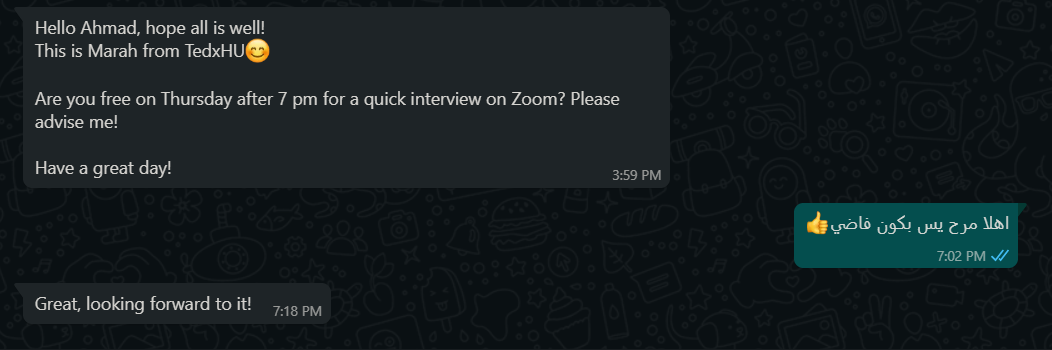 Hello Ahmad, hope all is well!
This is Marah from TedxHU😊
Are you free on Thursday after 7 pm for a quick interview on Zoom? Please
advise me!
Have a great day!
3:59 PM
اهلا مرح يس بكون فاضي👍
7:02 PM
Great, looking forward to it!
7:18 PM